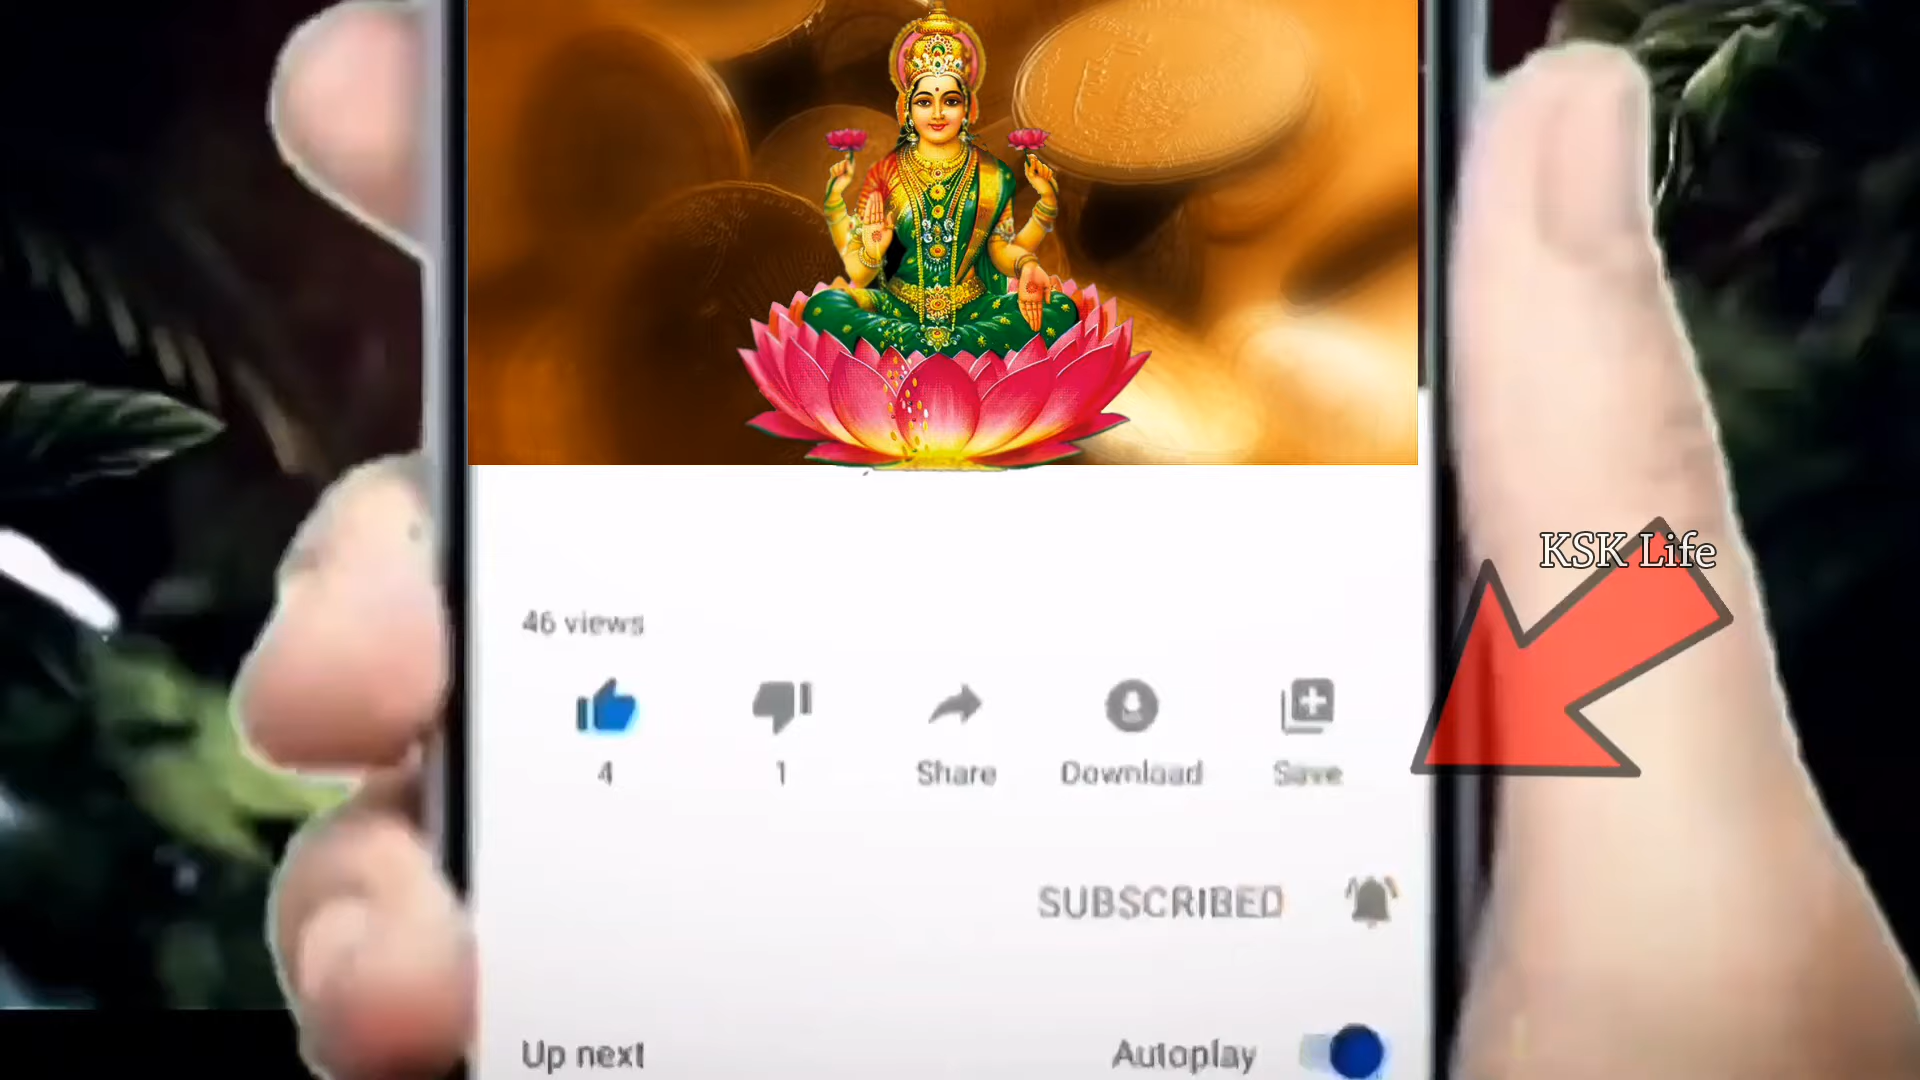 KSK Life
46 views
4 1 Share Download Save
SUBSCRIBED
Up next Autoplay